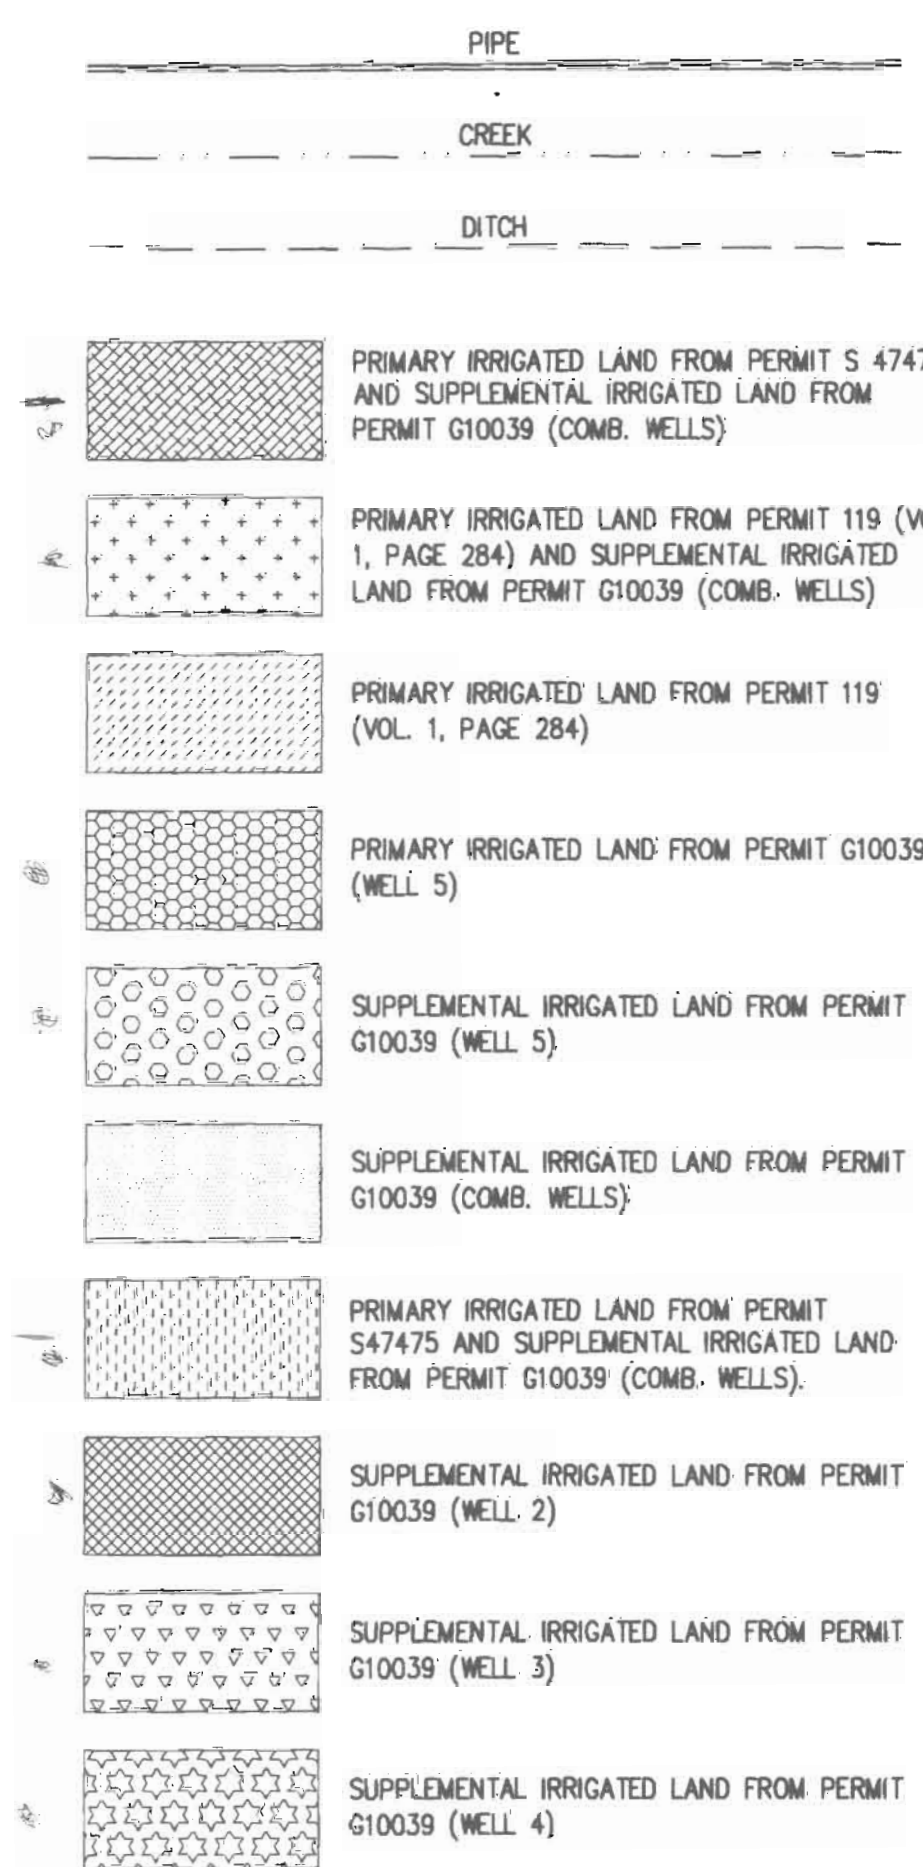 PIPE
CREEK
DITCH
PRIMARY IRRIGATED LAND FROM PERMIT S 4747
AND SUPPLEMENTAL IRRIGATED LAND FROM
PERMIT G10039 (COMB. WELLS)
PRIMARY IRRIGATED LAND FROM PERMIT 119 (V
1, PAGE 284) AND SUPPLEMENTAL IRRIGATED
LAND FROM PERMIT G10039 (COMB. WELLS)
PRIMARY IRRIGATED LAND FROM PERMIT 119
(VOL. 1, PAGE 284)
PRIMARY IRRIGATED LAND FROM PERMIT G10039
(WELL 5)
SUPPLEMENTAL IRRIGATED LAND FROM PERMIT
G10039 (WELL 5)
SUPPLEMENTAL IRRIGATED LAND FROM PERMIT
G10039 (COMB. WELLS)
PRIMARY IRRIGATED LAND FROM PERMIT
S47475 AND SUPPLEMENTAL IRRIGATED LAND
FROM PERMIT G10039 (COMB. WELLS).
SUPPLEMENTAL IRRIGATED LAND FROM PERMIT
G10039 (WELL 2)
SUPPLEMENTAL IRRIGATED LAND FROM PERMIT
G10039 (WELL 3)
SUPPLEMENTAL IRRIGATED LAND FROM PERMIT
G10039 (WELL 4)